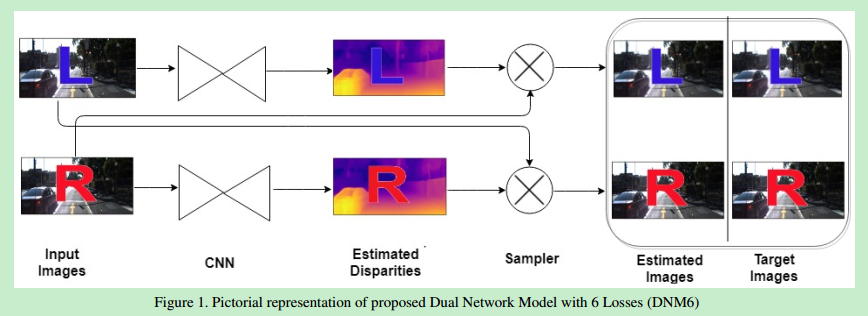 L
L
L
L
R
R
R
R
Input
Images
CNN
Estimated
Disparities
Sampler
Estimated
Images
Target
Images
Figure 1. Pictorial representation of proposed Dual Network Model with 6 Losses (DNM6)